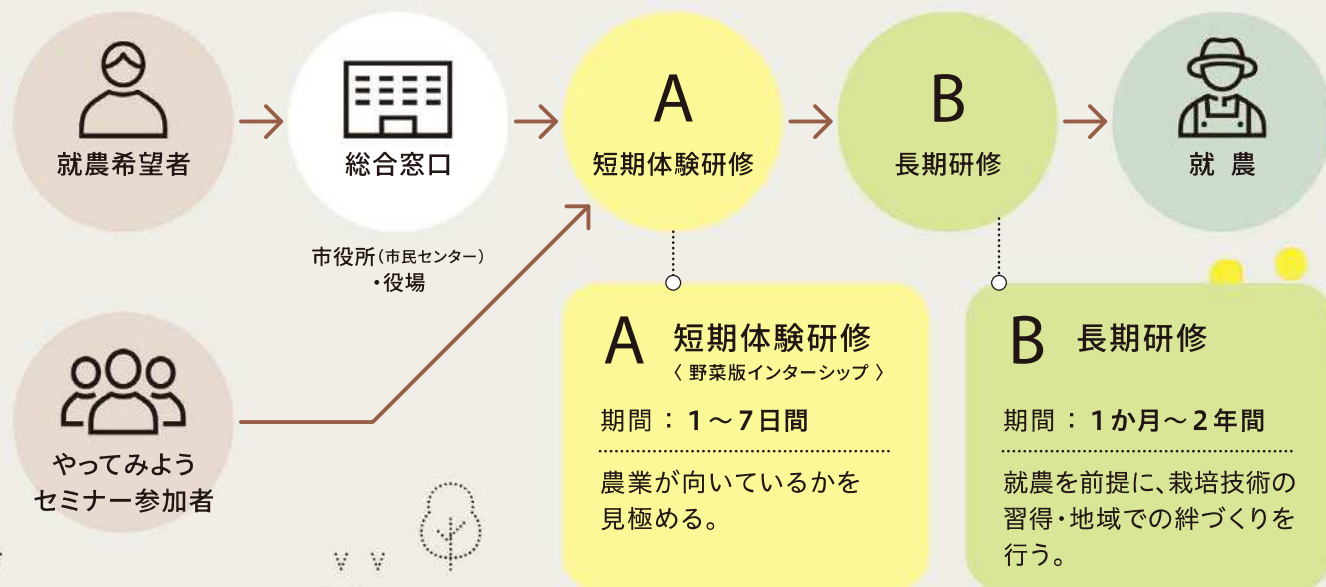 就農希望者
総合窓口
市役所(市民センター)
・役場
A
短期体験研修
B
長期研修
就 農
やってみよう
セミナー参加者
A 短期体験研修
〈 野菜版インターシップ 〉
期間 : 1~7日間
農業が向いているかを
見極める。
B 長期研修
期間 : 1か月~2年間
就農を前提に、栽培技術の
習得・地域での絆づくりを
行う。